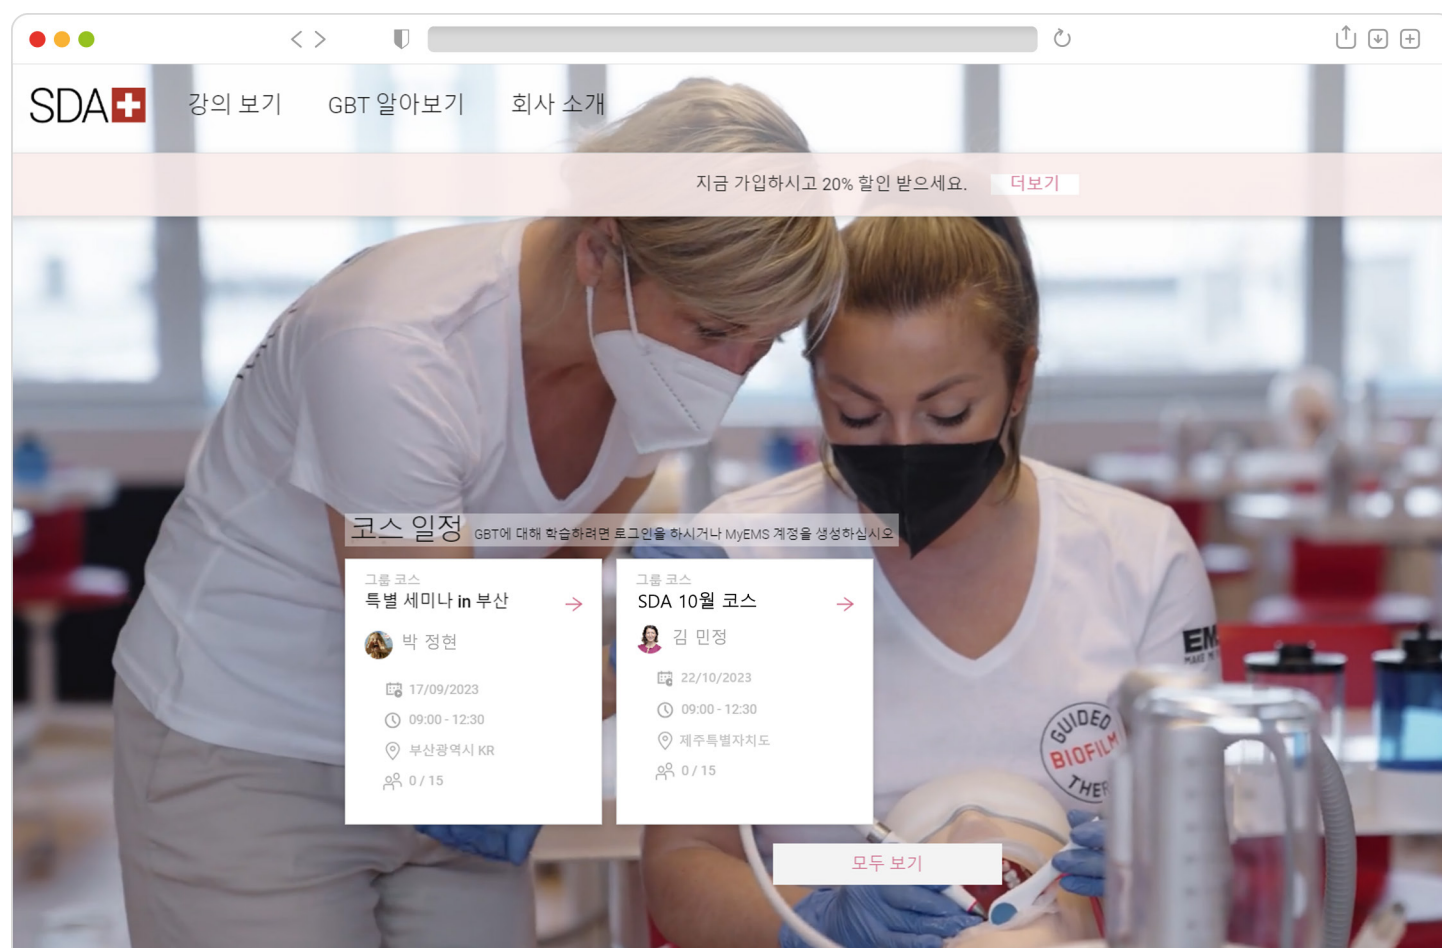 SDA
강의 보기
GBT 알아보기
회사 소개
지금 가입하시고 20% 할인 받으세요.
더보기
코스 일정 GBT에 대해 학습하려면 로그인을 하시거나 MyEMS 계정을 생성하십시오
그룹 코스
특별 세미나 in 부산
박 정현
17/09/2023
09:00 - 12:30
부산광역시 KR
0 / 15
그룹 코스
SDA 10월 코스
김 민정
22/10/2023
09:00 - 12:30
제주특별자치도
0 / 15
모두 보기
GUIDED
BIOFILM